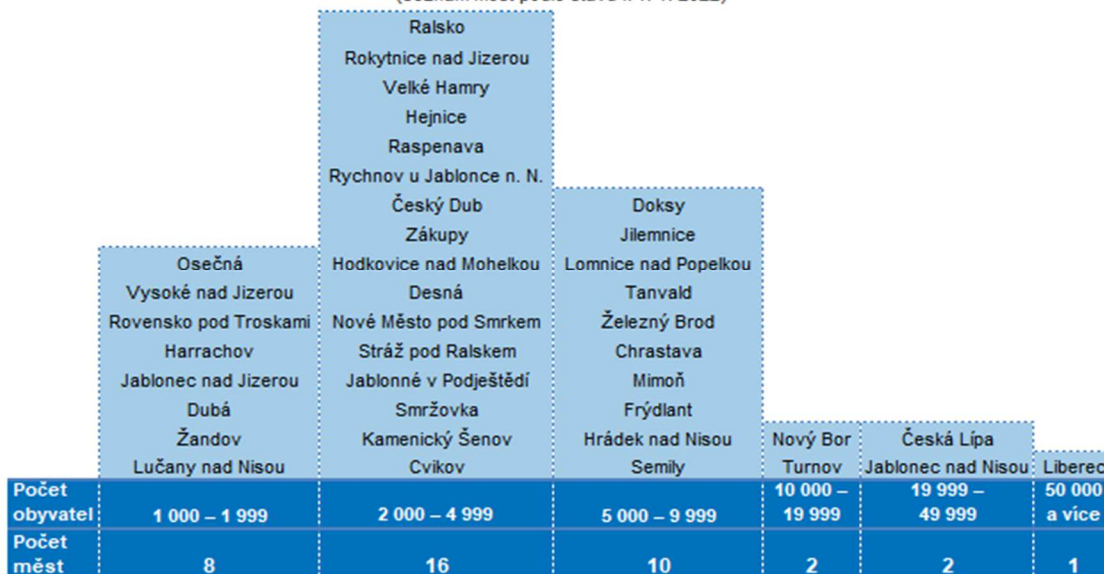 Ralsko
Rokytnice nad Jizerou
Velké Hamry
Hejnice
Raspenava
Rychnov u Jablonce n. N.
Český Dub
Doksy
Zákupy
Jilemnice
Osečná
Hodkovice nad Mohelkou
Lomnice nad Popelkou
Vysoké nad Jizerou
Desná
Tanvald
Rovensko pod Troskami
Nové Město pod Smrkem
Železný Brod
Harrachov
Stráž pod Ralskem
Chrastava
Jablonec nad Jizerou
Jablonné v Podještědí
Mimoň
Dubá
Smržovka
Frýdlant
Žandov
Kamenický Šenov
Hrádek nad Nisou
Nový Bor
Česká Lípa
Lučany nad Nisou
Cvikov
Semily
Turnov
Jablonec nad Nisou
Liberec
Počet obyvatel
1 000 – 1 999
2 000 – 4 999
5 000 – 9 999
10 000 – 19 999
19 999 – 49 999
50 000 a více
Počet měst
8
16
10
2
2
1